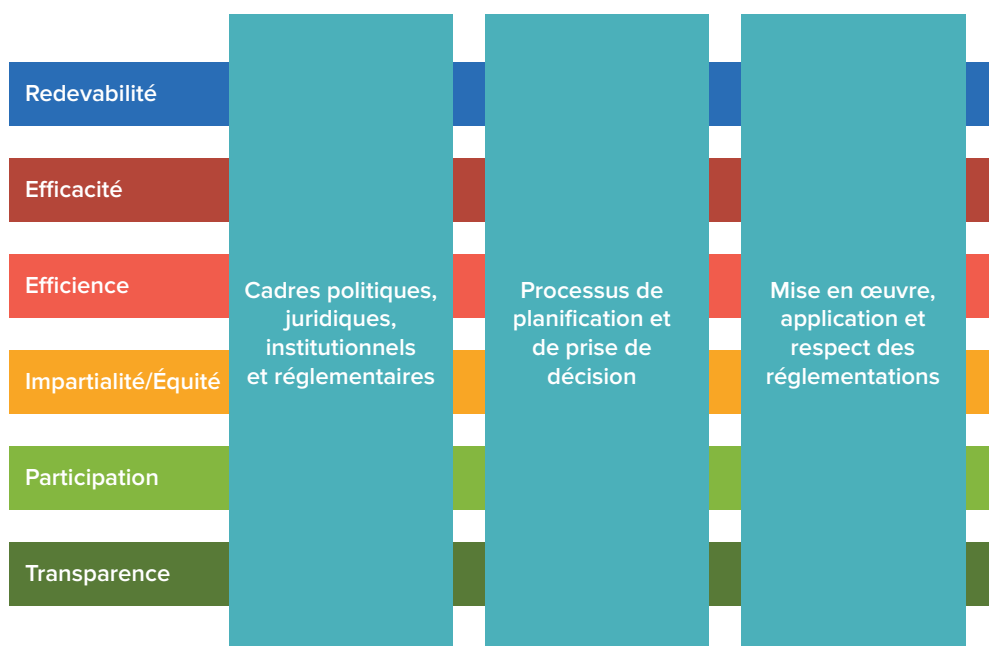 Redevabilité
Efficacité
Efficience
Impartialité/Équité
Participation
Transparence
Cadres politiques,
juridiques,
institutionnels
et réglementaires
Processus de
planification et
de prise de
décision
Mise en œuvre,
application et
respect des
réglementations